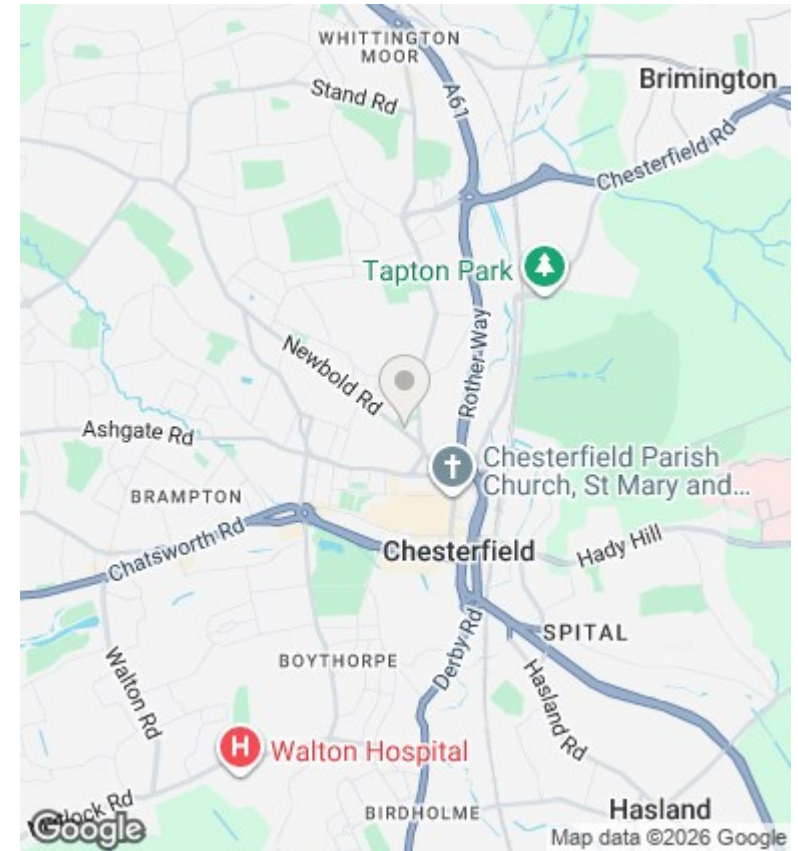 WHITTINGTON
MOOR
Brimington
Stand Rd
A61
Chesterfield Rd
Tapton Park
Newbold Rd
Rother Way
Ashgate Rd
Chesterfield Parish
Church, St Mary and...
BRAMPTON
Chatsworth Rd
Chesterfield
Hady Hill
SPITAL
Derby Rd
BOYTHORPE
Walton Rd
Hasland Rd
H
Walton Hospital
Rd
BIRDHOLME
Hasland
Google
Map data ©2026 Google